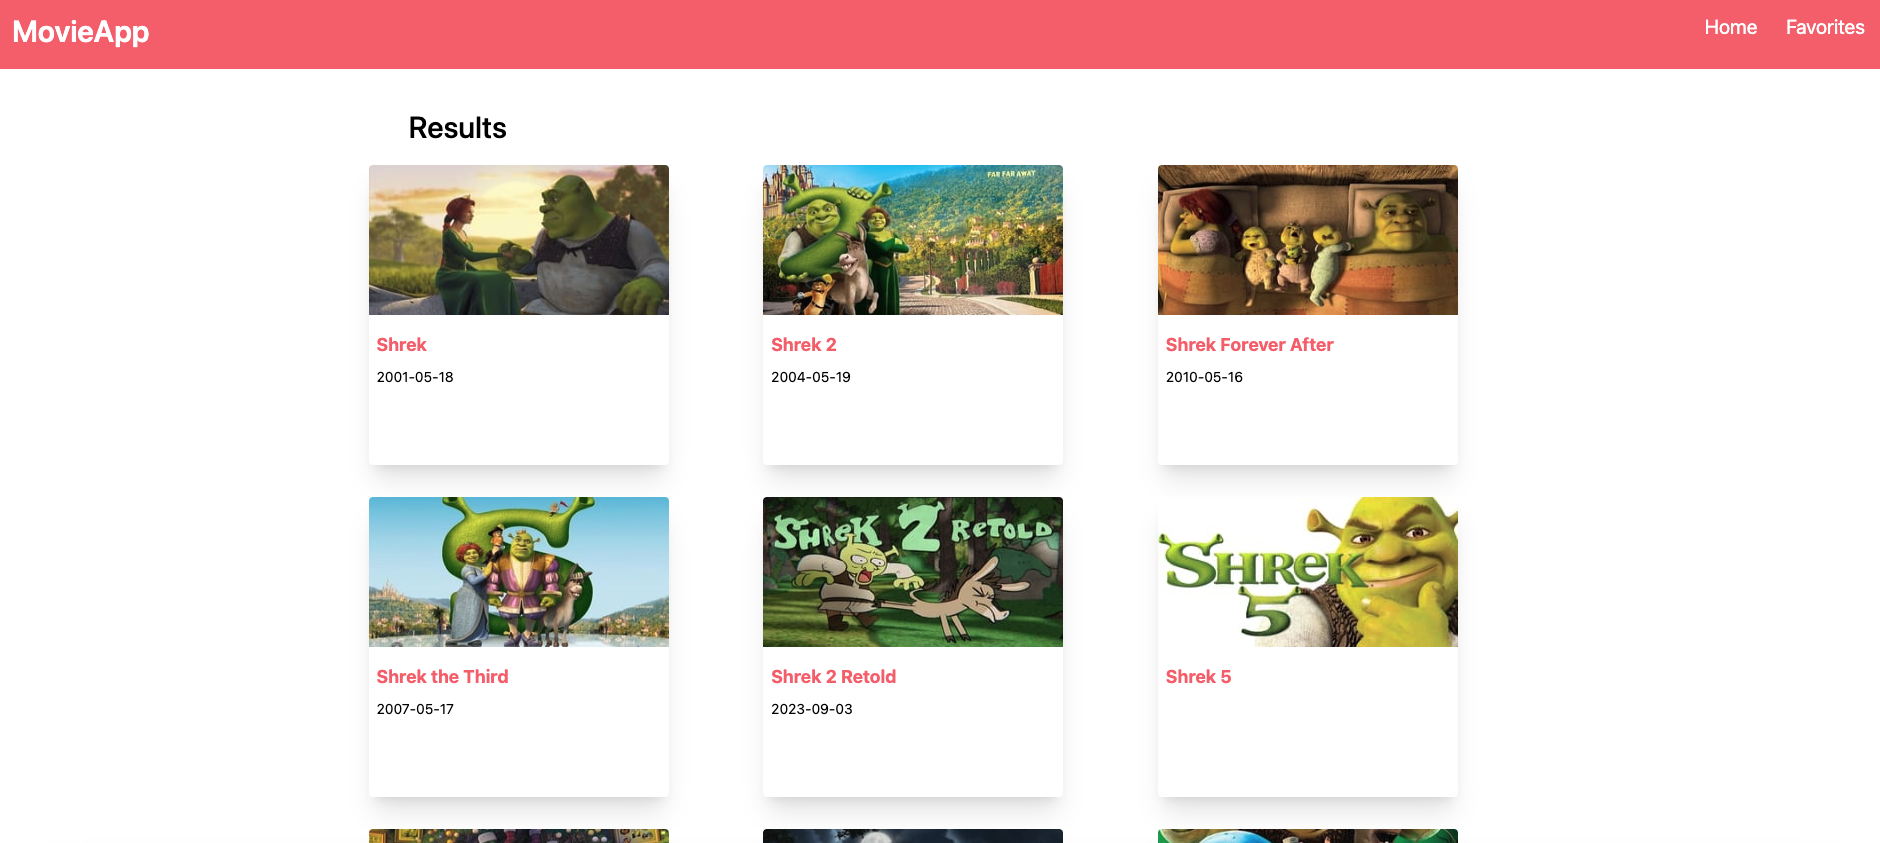 MovieApp
Home
Favorites
Results
FAR FAR AWAY
Shrek
2001-05-18
Shrek 2
2004-05-19
Shrek Forever After
2010-05-16
SHREK 2 RETOLD
SHREK
5
Shrek the Third
2007-05-17
Shrek 2 Retold
2023-09-03
Shrek 5